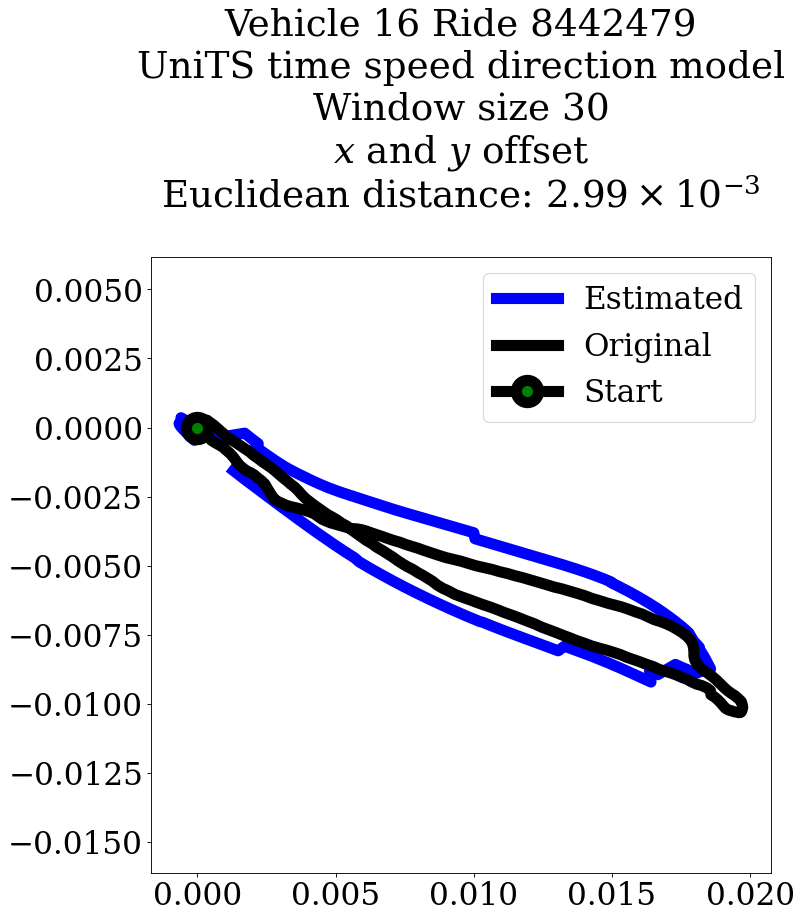 Vehicle 16 Ride 8442479
UniTS time speed direction model
Window size 30
x and y offset
Euclidean distance: 2.99 × 10⁻³
Estimated
Original
Start
0.0050
0.0025
0.0000
−0.0025
−0.0050
−0.0075
−0.0100
−0.0125
−0.0150
0.000 0.005 0.010 0.015 0.020